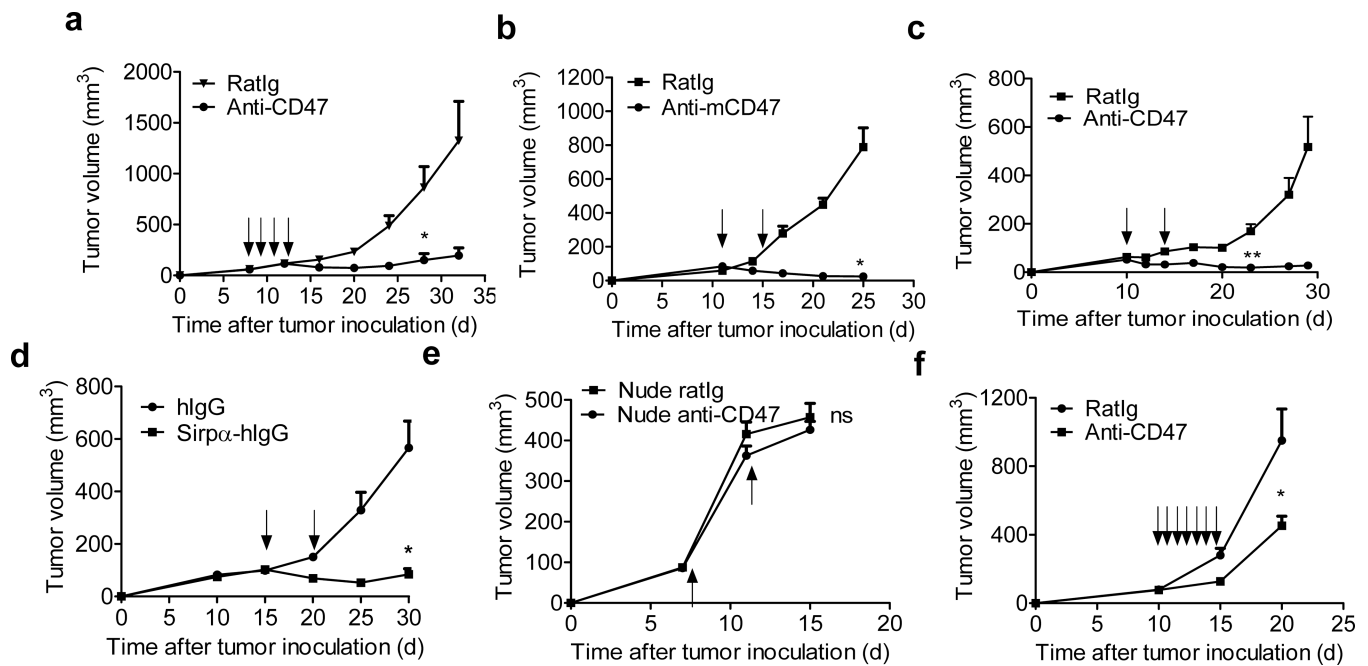 a
Tumor volume (mm3)
2000
1500
1000
500
0
RatIg
Anti-CD47
*
0 5 10 15 20 25 30 35
Time after tumor inoculation (d)
b
Tumor volume (mm3)
1200
1000
800
600
400
200
0
RatIg
Anti-mCD47
*
0 5 10 15 20 25 30
Time after tumor inoculation (d)
c
Tumor volume (mm3)
800
600
400
200
0
RatIg
Anti-CD47
**
0 10 20 30
Time after tumor inoculation (d)
d
Tumor volume (mm3)
800
600
400
200
0
hIgG
Sirpα-hIgG
*
0 5 10 15 20 25 30
Time after tumor inoculation (d)
e
Tumor volume (mm3)
500
400
300
200
100
0
Nude ratIg
Nude anti-CD47
ns
0 5 10 15 20
Time after tumor inoculation (d)
f
Tumor volume (mm3)
1200
800
400
0
RatIg
Anti-CD47
*
0 5 10 15 20 25
Time after tumor inoculation (d)